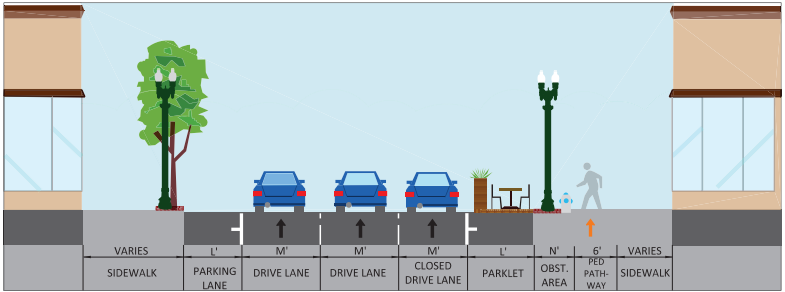 VARIES L' M' M' M' L' N' 6' VARIES
SIDEWALK
PARKING
LANE
DRIVE LANE
DRIVE LANE
CLOSED
DRIVE LANE
PARKLET
OBST.
AREA
PED
PATH-
WAY
SIDEWALK